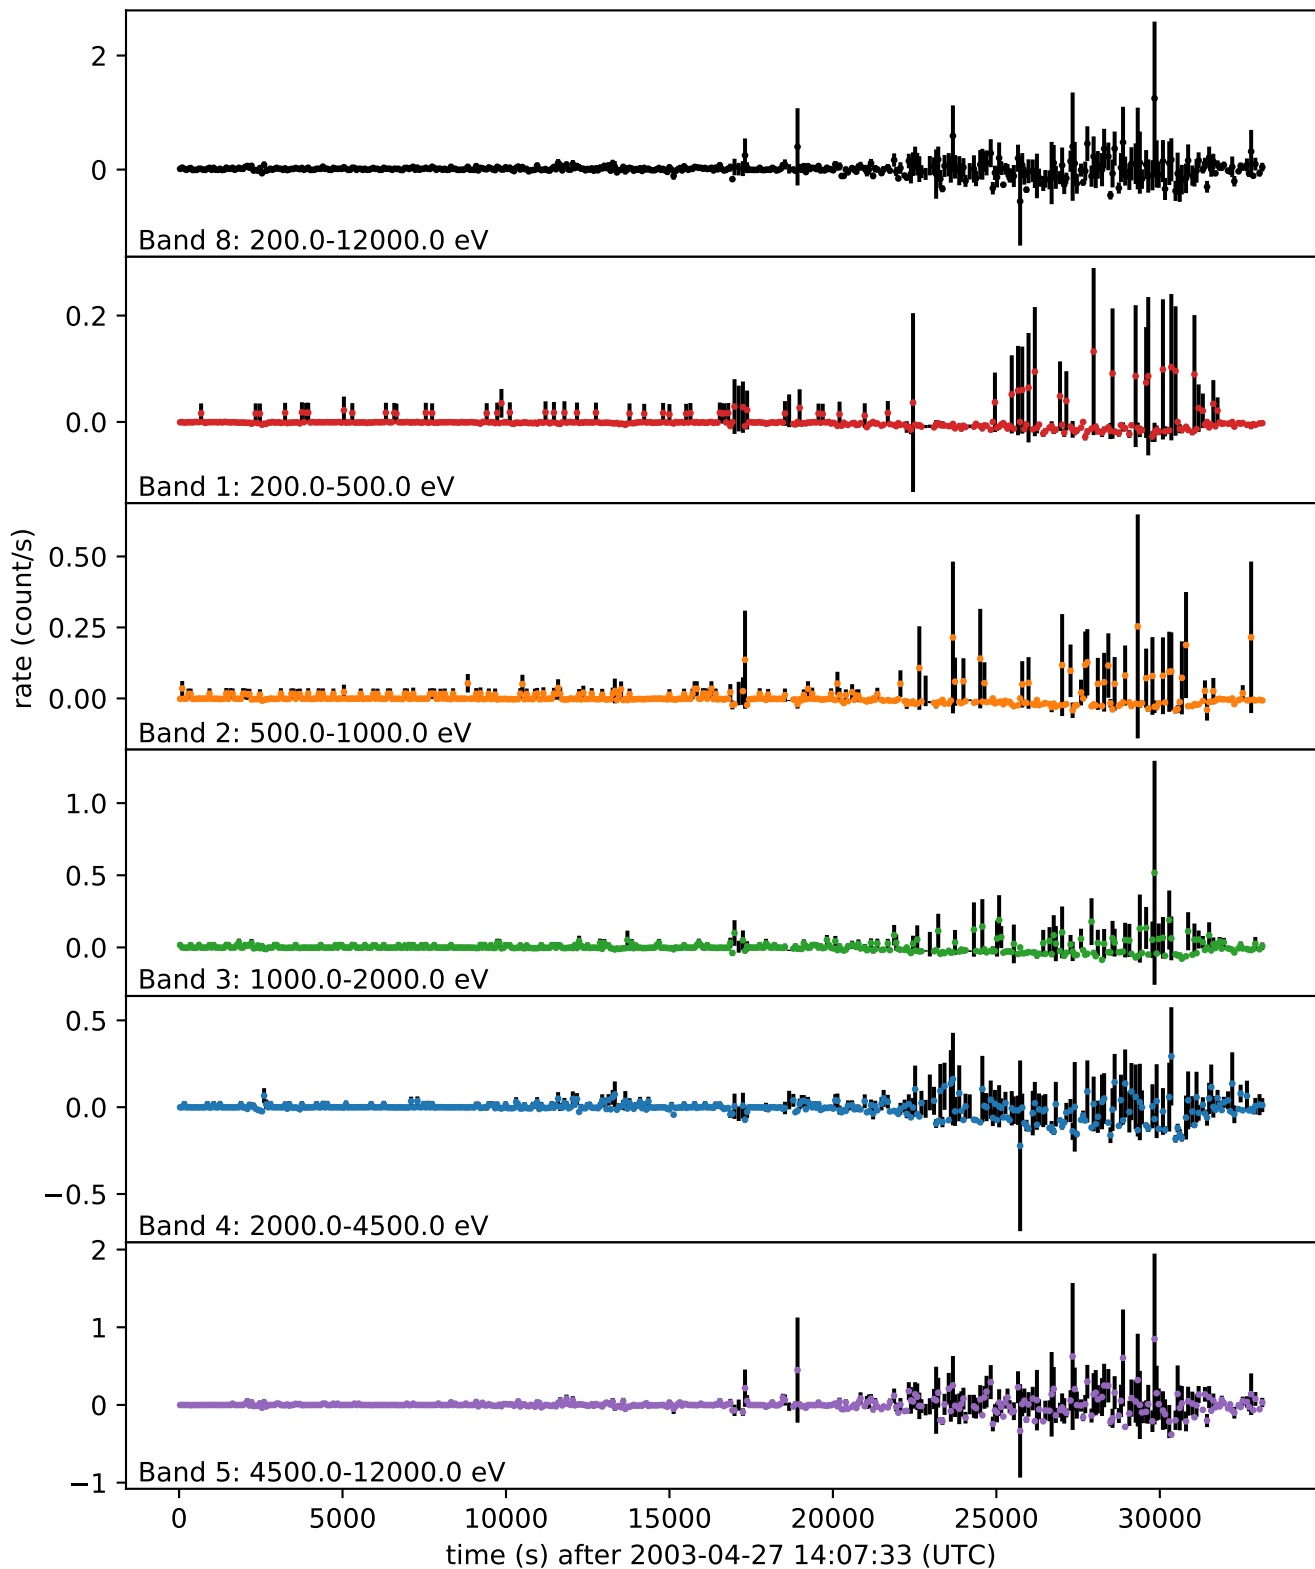 2
0
Band 8: 200.0-12000.0 eV
0.2
0.0
Band 1: 200.0-500.0 eV
rate (count/s)
0.50
0.25
0.00
Band 2: 500.0-1000.0 eV
1.0
0.5
0.0
Band 3: 1000.0-2000.0 eV
0.5
0.0
−0.5
Band 4: 2000.0-4500.0 eV
2
1
0
−1
Band 5: 4500.0-12000.0 eV
0 5000 10000 15000 20000 25000 30000
time (s) after 2003-04-27 14:07:33 (UTC)